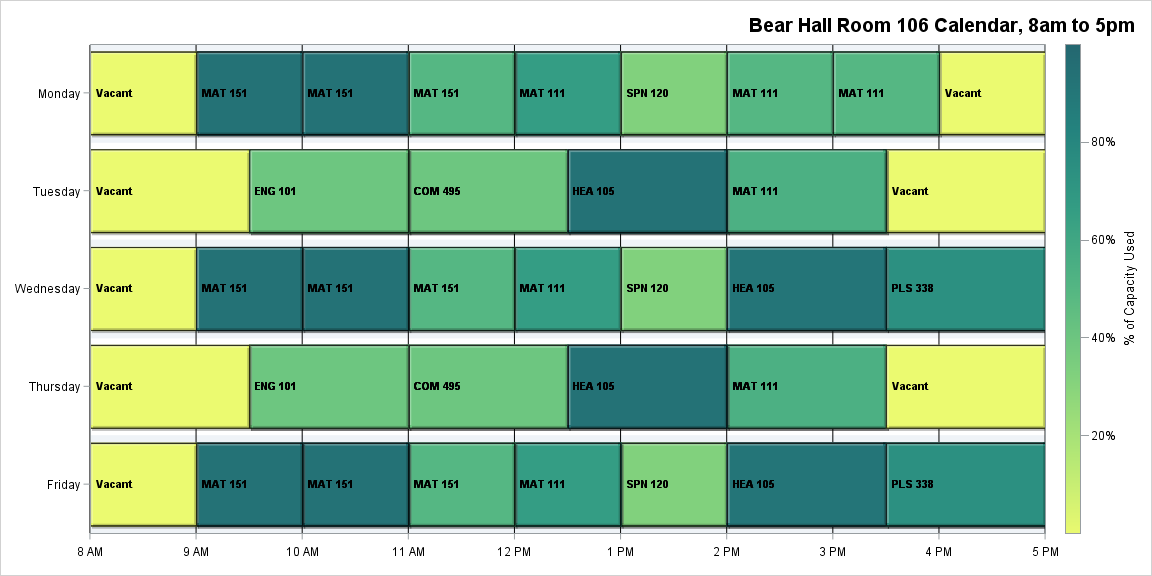 Bear Hall Room 106 Calendar, 8am to 5pm
Monday
Vacant
MAT 151
MAT 151
MAT 151
MAT 111
SPN 120
MAT 111
MAT 111
Vacant
Tuesday
Vacant
ENG 101
COM 495
HEA 105
MAT 111
Vacant
Wednesday
Vacant
MAT 151
MAT 151
MAT 151
MAT 111
SPN 120
HEA 105
PLS 338
Thursday
Vacant
ENG 101
COM 495
HEA 105
MAT 111
Vacant
Friday
Vacant
MAT 151
MAT 151
MAT 151
MAT 111
SPN 120
HEA 105
PLS 338
8 AM
9 AM
10 AM
11 AM
12 PM
1 PM
2 PM
3 PM
4 PM
5 PM
80%
60%
40%
20%
% of Capacity Used